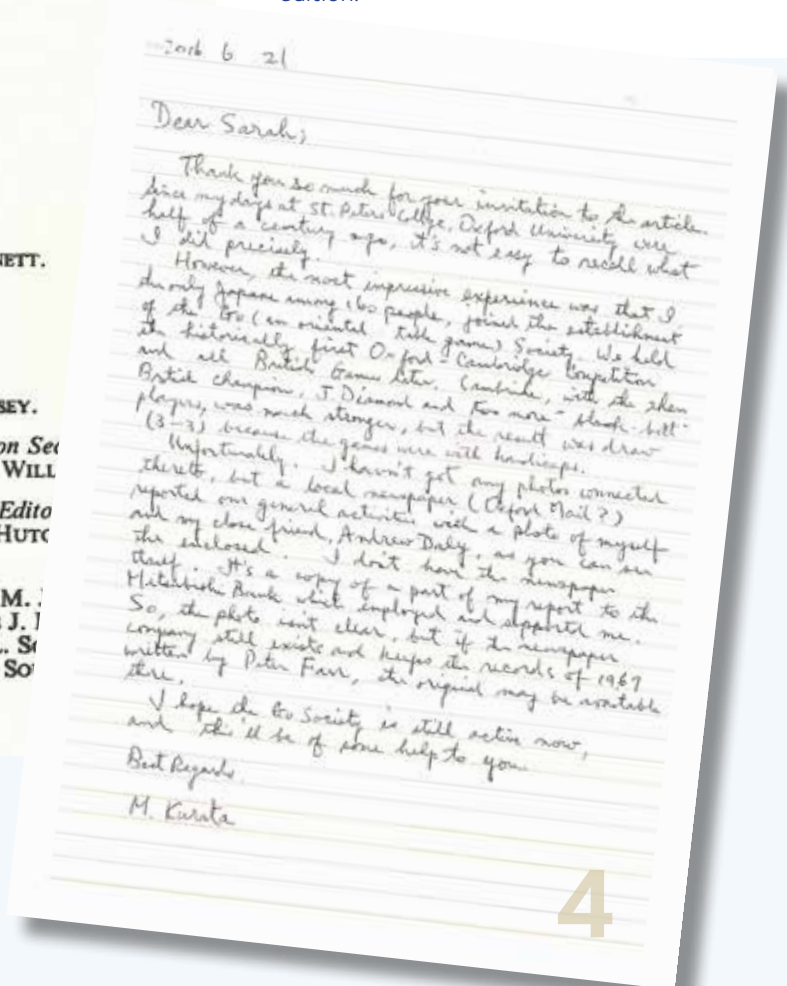 edition.
NETT.
SEY.
on Sec
WILL
Edito
HUTC
M. J
J. I
. Sc
Sou
6 21
Dear Sarah,
Thank you so much for your invitation to the article.
Since my days at St. Peters College, Oxford University were
half of a century ago, it's not easy to recall what
I did precisely.
However, the most impressive experience was that I
the only Japanese among 160 people, joined the establishment
of the Go (an oriental table game) Society. We held
the historically first Oxford-Cambridge Competition
and all British Game later. with the then
British champion, J. Diamond and two more
players, was much stronger, but the result was draw
(3-3) because the games were with handicaps.
Unfortunately. I haven't got any photos connected
thereto, but a local newspaper (Oxford Mail?)
reported our general activities with a photo of myself
and my close friend, Andrew Daly, as you can see
the enclosed. I don't have the newspaper
itself. It's a copy of a part of my report to the
Mitsubishi Bank which employed and supported me.
So, the photo isn't clear, but if the newspaper
company still exists and keeps the records of 1967
written by Peter Farr, the original may be available
there.
I hope the Go Society is still active now,
and this'll be of some help to you.
Best Regards.
M. Kurata
4